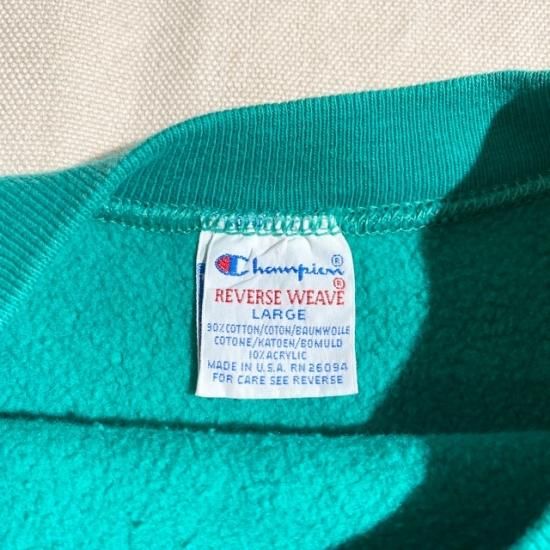 Champion®
REVERSE WEAVE®
LARGE
90% COTTON/COTON/BAUMWOLLE
COTONE/KATOEN/BOMULD
10% ACRYLIC
MADE IN U.S.A. RN 26094
FOR CARE SEE REVERSE